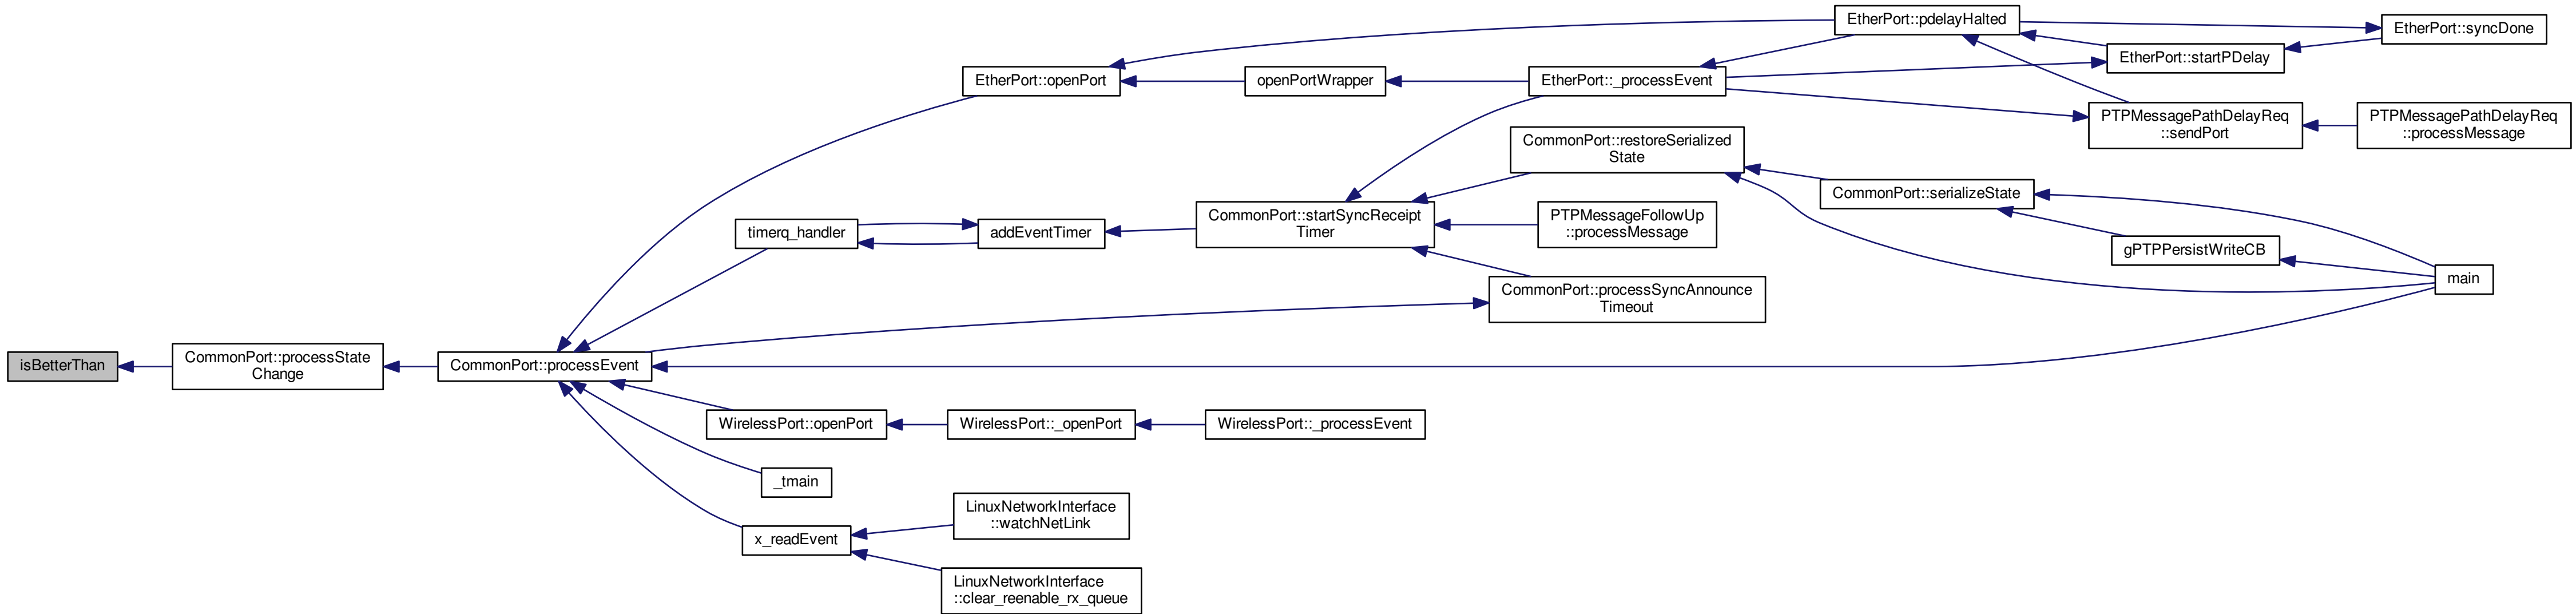 EtherPort::pdelayHalted
EtherPort::syncDone
EtherPort::startPDelay
EtherPort::openPort
openPortWrapper
EtherPort::_processEvent
PTPMessagePathDelayReq
::sendPort
PTPMessagePathDelayReq
::processMessage
CommonPort::restoreSerialized
State
CommonPort::serializeState
CommonPort::startSyncReceipt
Timer
PTPMessageFollowUp
::processMessage
timerq_handler
addEventTimer
gPTPPersistWriteCB
main
CommonPort::processSyncAnnounce
Timeout
isBetterThan
CommonPort::processState
Change
CommonPort::processEvent
WirelessPort::openPort
WirelessPort::_openPort
WirelessPort::_processEvent
_tmain
LinuxNetworkInterface
::watchNetLink
x_readEvent
LinuxNetworkInterface
::clear_reenable_rx_queue